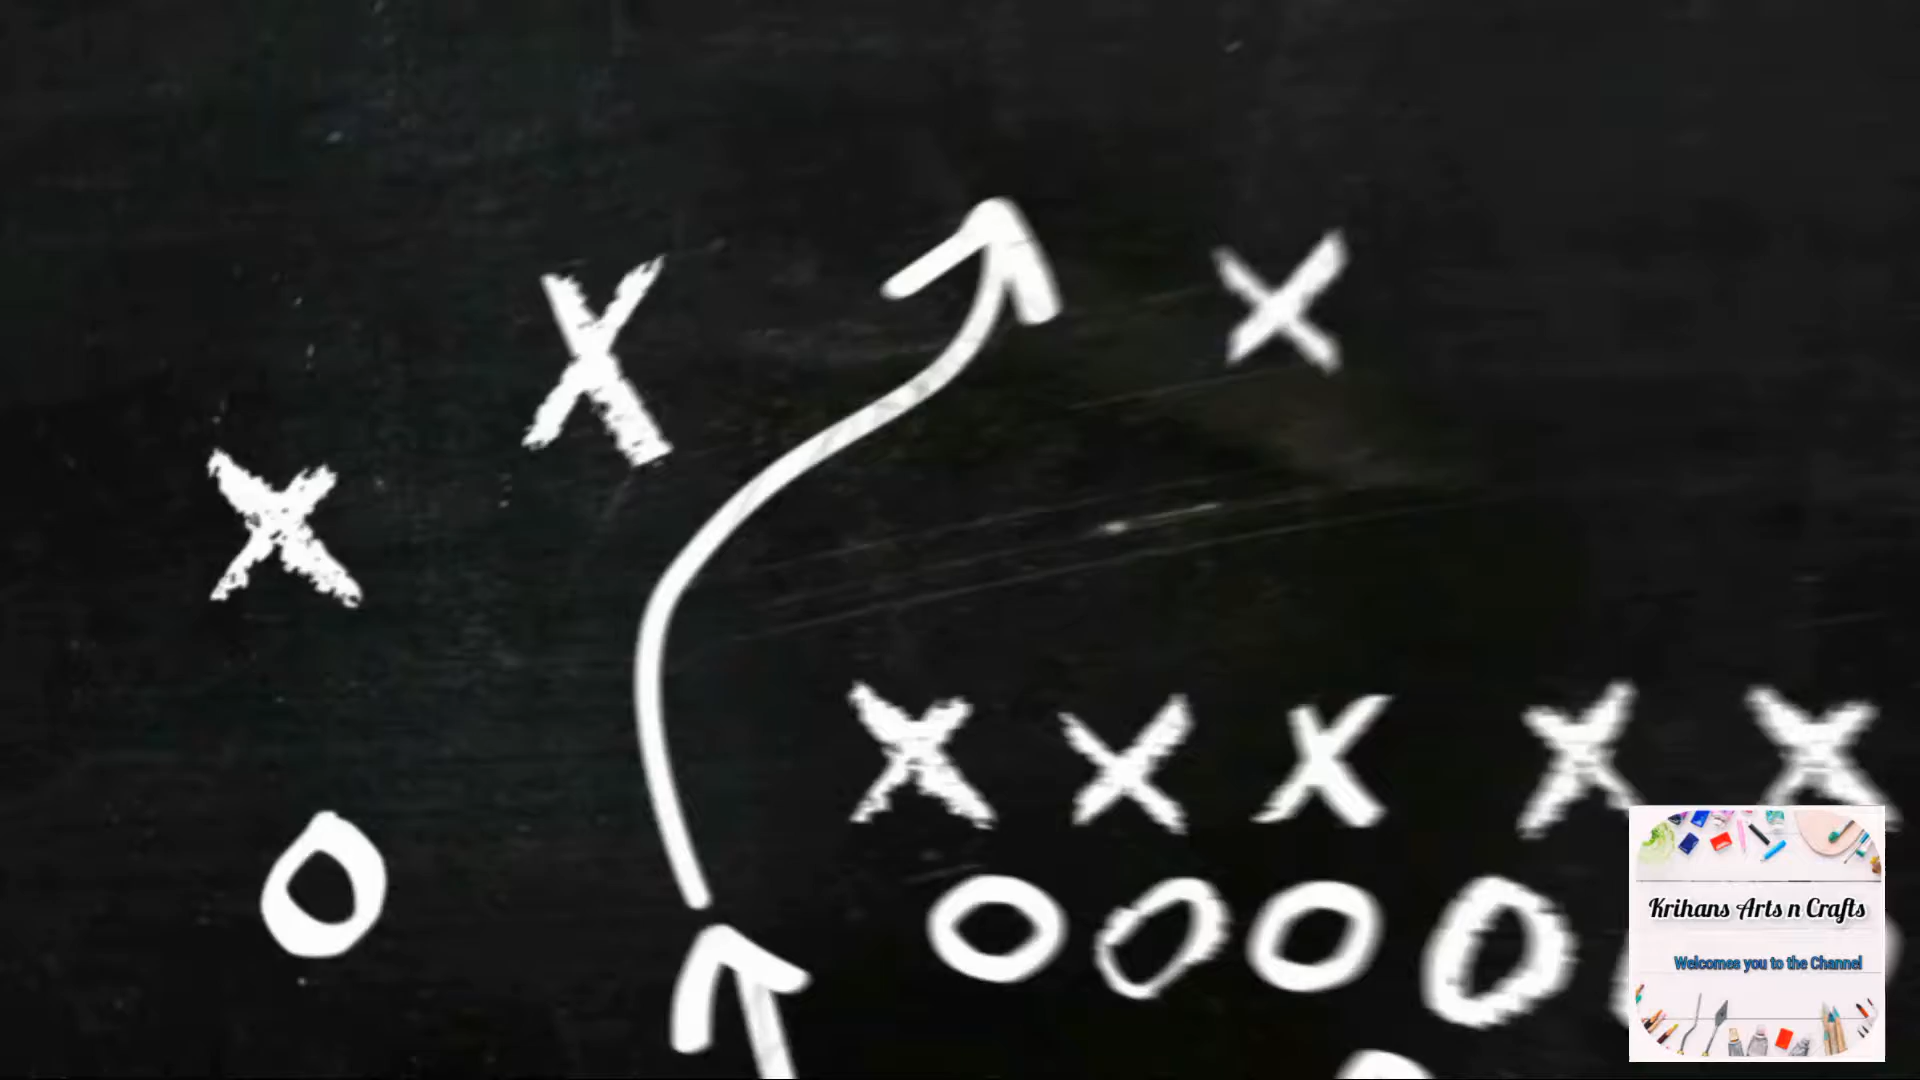 X
X
X
X X X X X
O
O O O O
Krihans Arts n Crafts
Welcomes you to the Channel